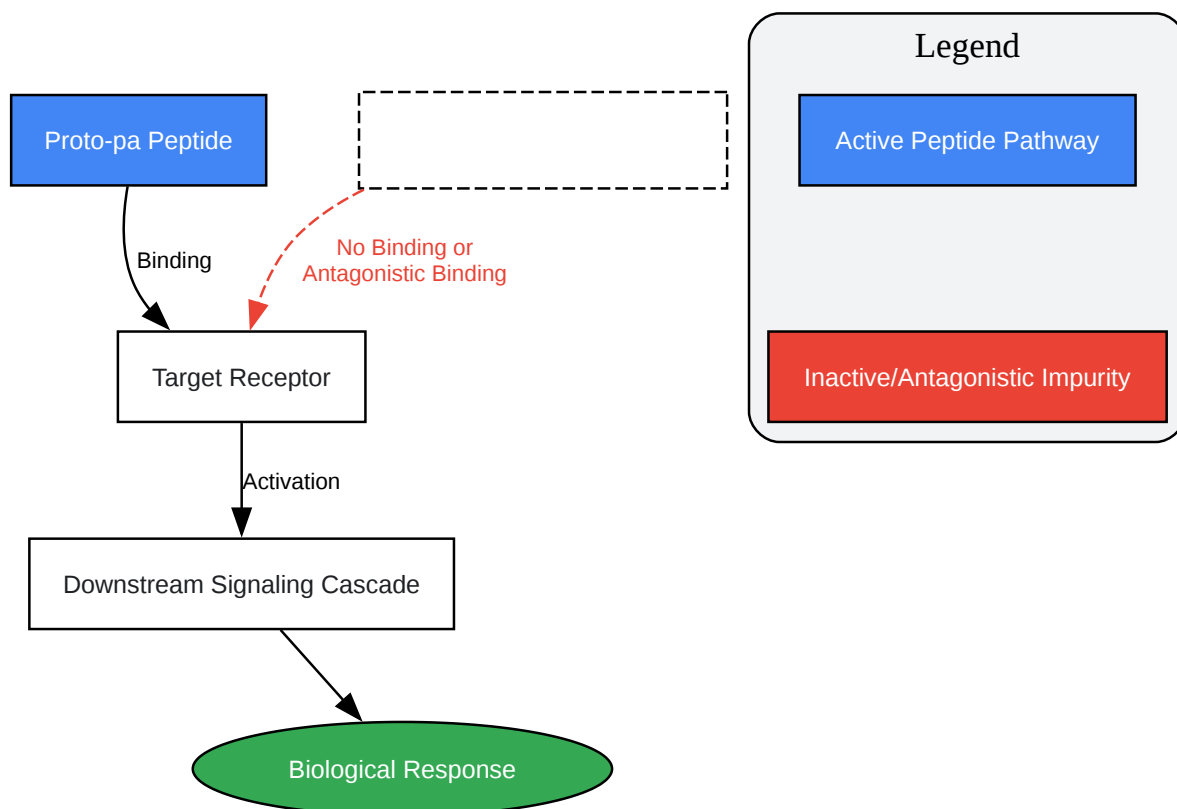 Legend
Proto-pa Peptide
Active Peptide Pathway
Binding
No Binding or
Antagonistic Binding
Target Receptor
Inactive/Antagonistic Impurity
Activation
Downstream Signaling Cascade
Biological Response